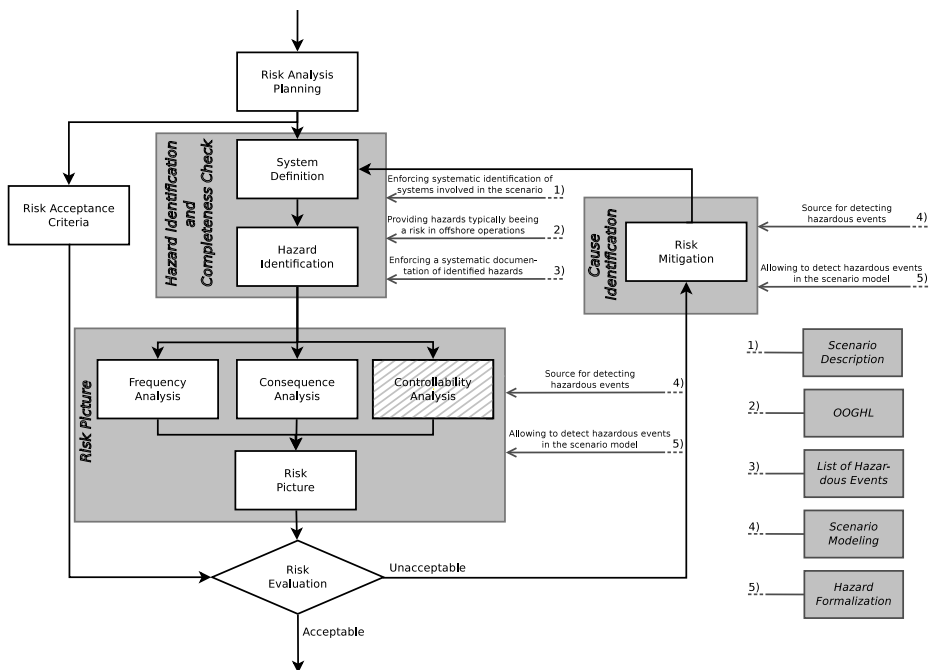 Risk Analysis
Planning
Hazard Identification
and
Completeness Check
System
Definition
Hazard
Identification
Risk Acceptance
Criteria
Enforcing systematic identification of
systems involved in the scenario
1)
Providing hazards typically beeing
a risk in offshore operations
2)
Enforcing a systematic documen-
tation of identified hazards
3)
Cause
Identification
Risk
Mitigation
Source for detecting
hazardous events
4)
Allowing to detect hazardous events
in the scenario model
5)
Risk Picture
Frequency
Analysis
Consequence
Analysis
Controllability
Analysis
Risk
Picture
Source for detecting
hazardous events
4)
Allowing to detect hazardous events
in the scenario model
5)
Risk
Evaluation
Unacceptable
Acceptable
1)
Scenario
Description
2)
OOGHL
3)
List of Hazar-
dous Events
4)
Scenario
Modeling
5)
Hazard
Formalization